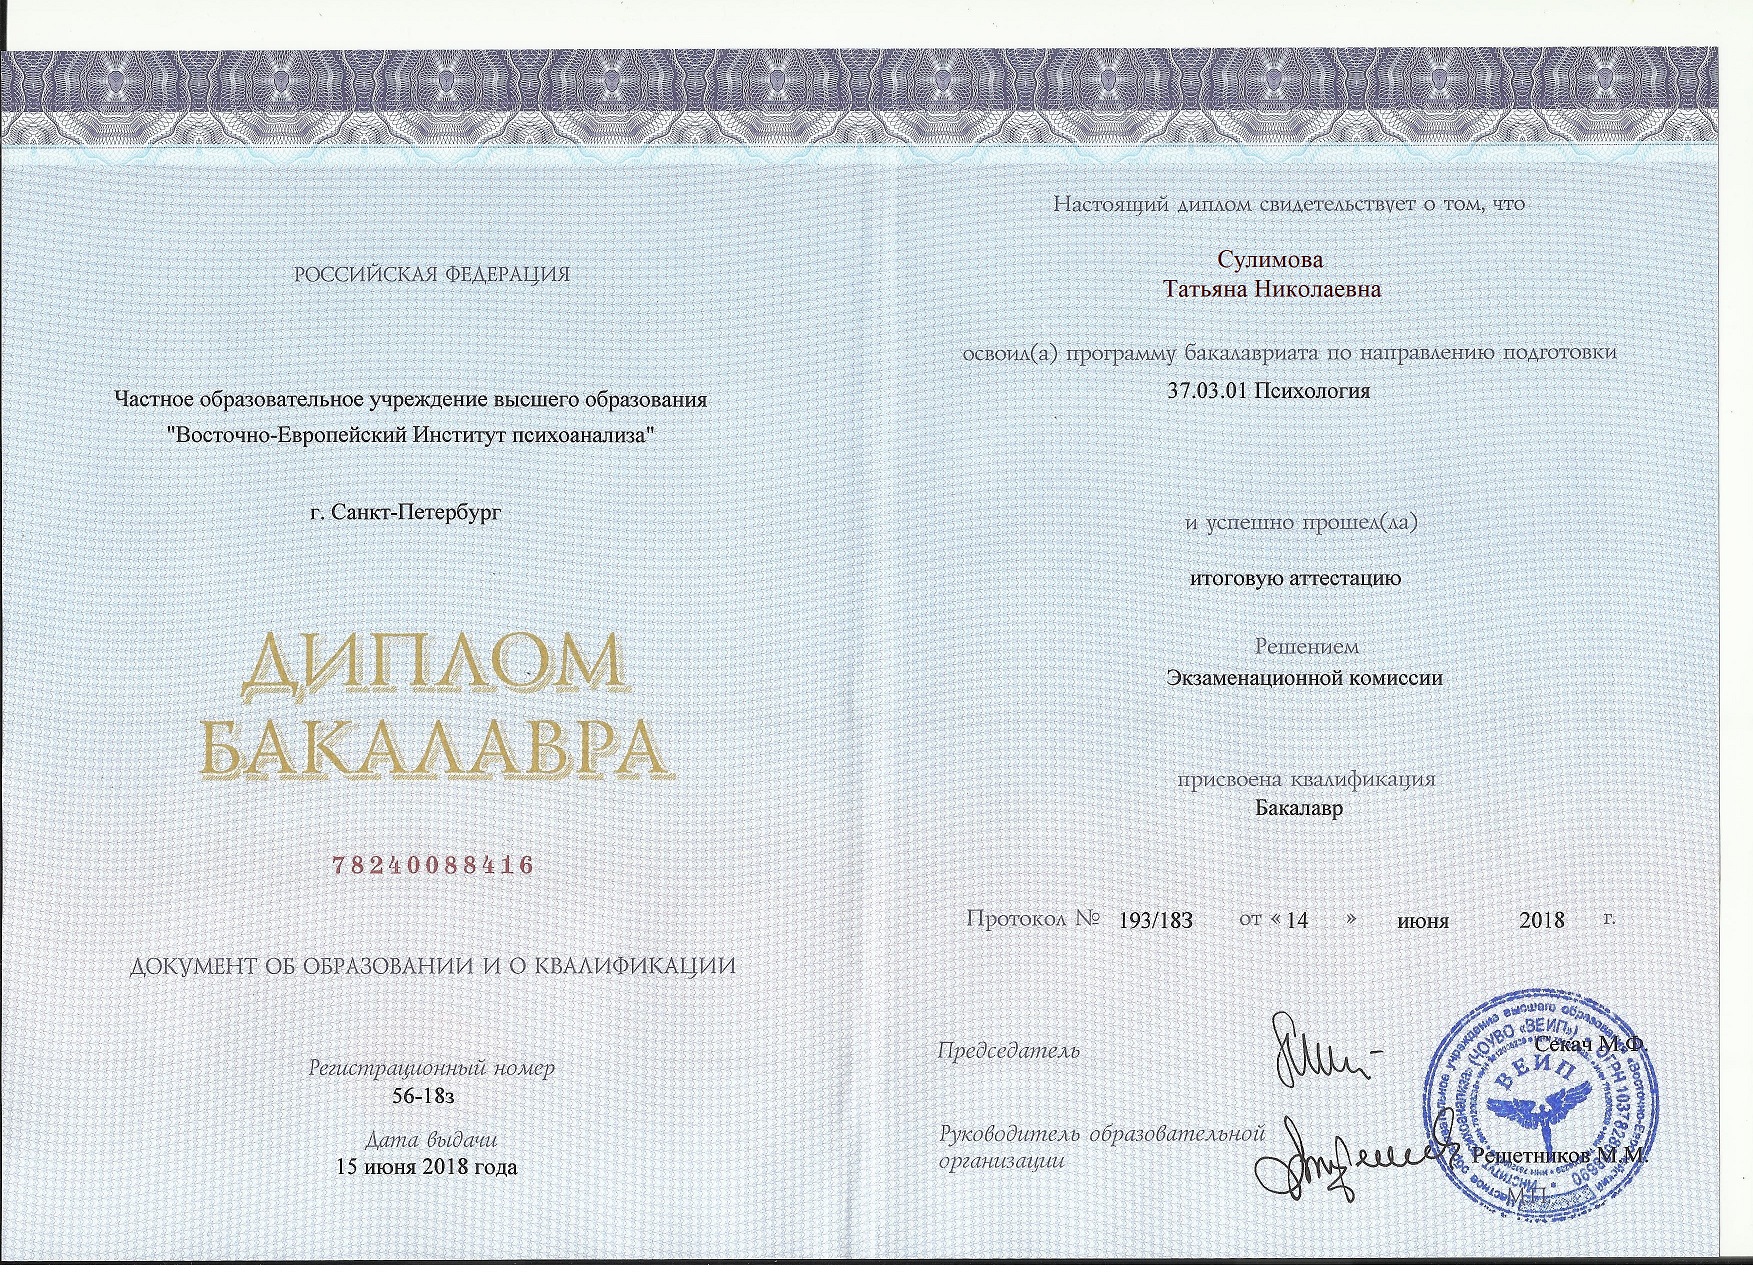 РОССИЙСКАЯ ФЕДЕРАЦИЯ
Частное образовательное учреждение высшего образования
"Восточно-Европейский Институт психоанализа"
г. Санкт-Петербург
ДИПЛОМ
БАКАЛАВРА
78240088416
ДОКУМЕНТ ОБ ОБРАЗОВАНИИ И О КВАЛИФИКАЦИИ
Регистрационный номер
56-18з
Дата выдачи
15 июня 2018 года
Настоящий диплом свидетельствует о том, что
Сулимова
Татьяна Николаевна
освоил(а) программу бакалавриата по направлению подготовки
37.03.01 Психология
и успешно прошел(ла)
итоговую аттестацию
Решением
Экзаменационной комиссии
присвоена квалификация
Бакалавр
Протокол № 193/183 от « 14 » июня 2018 г.
Председатель
Секач М.Ф.
Руководитель образовательной
организации
Решетников М.М.
М.П.
ВЕИП
(ЧОУВО «ВЕИП»)